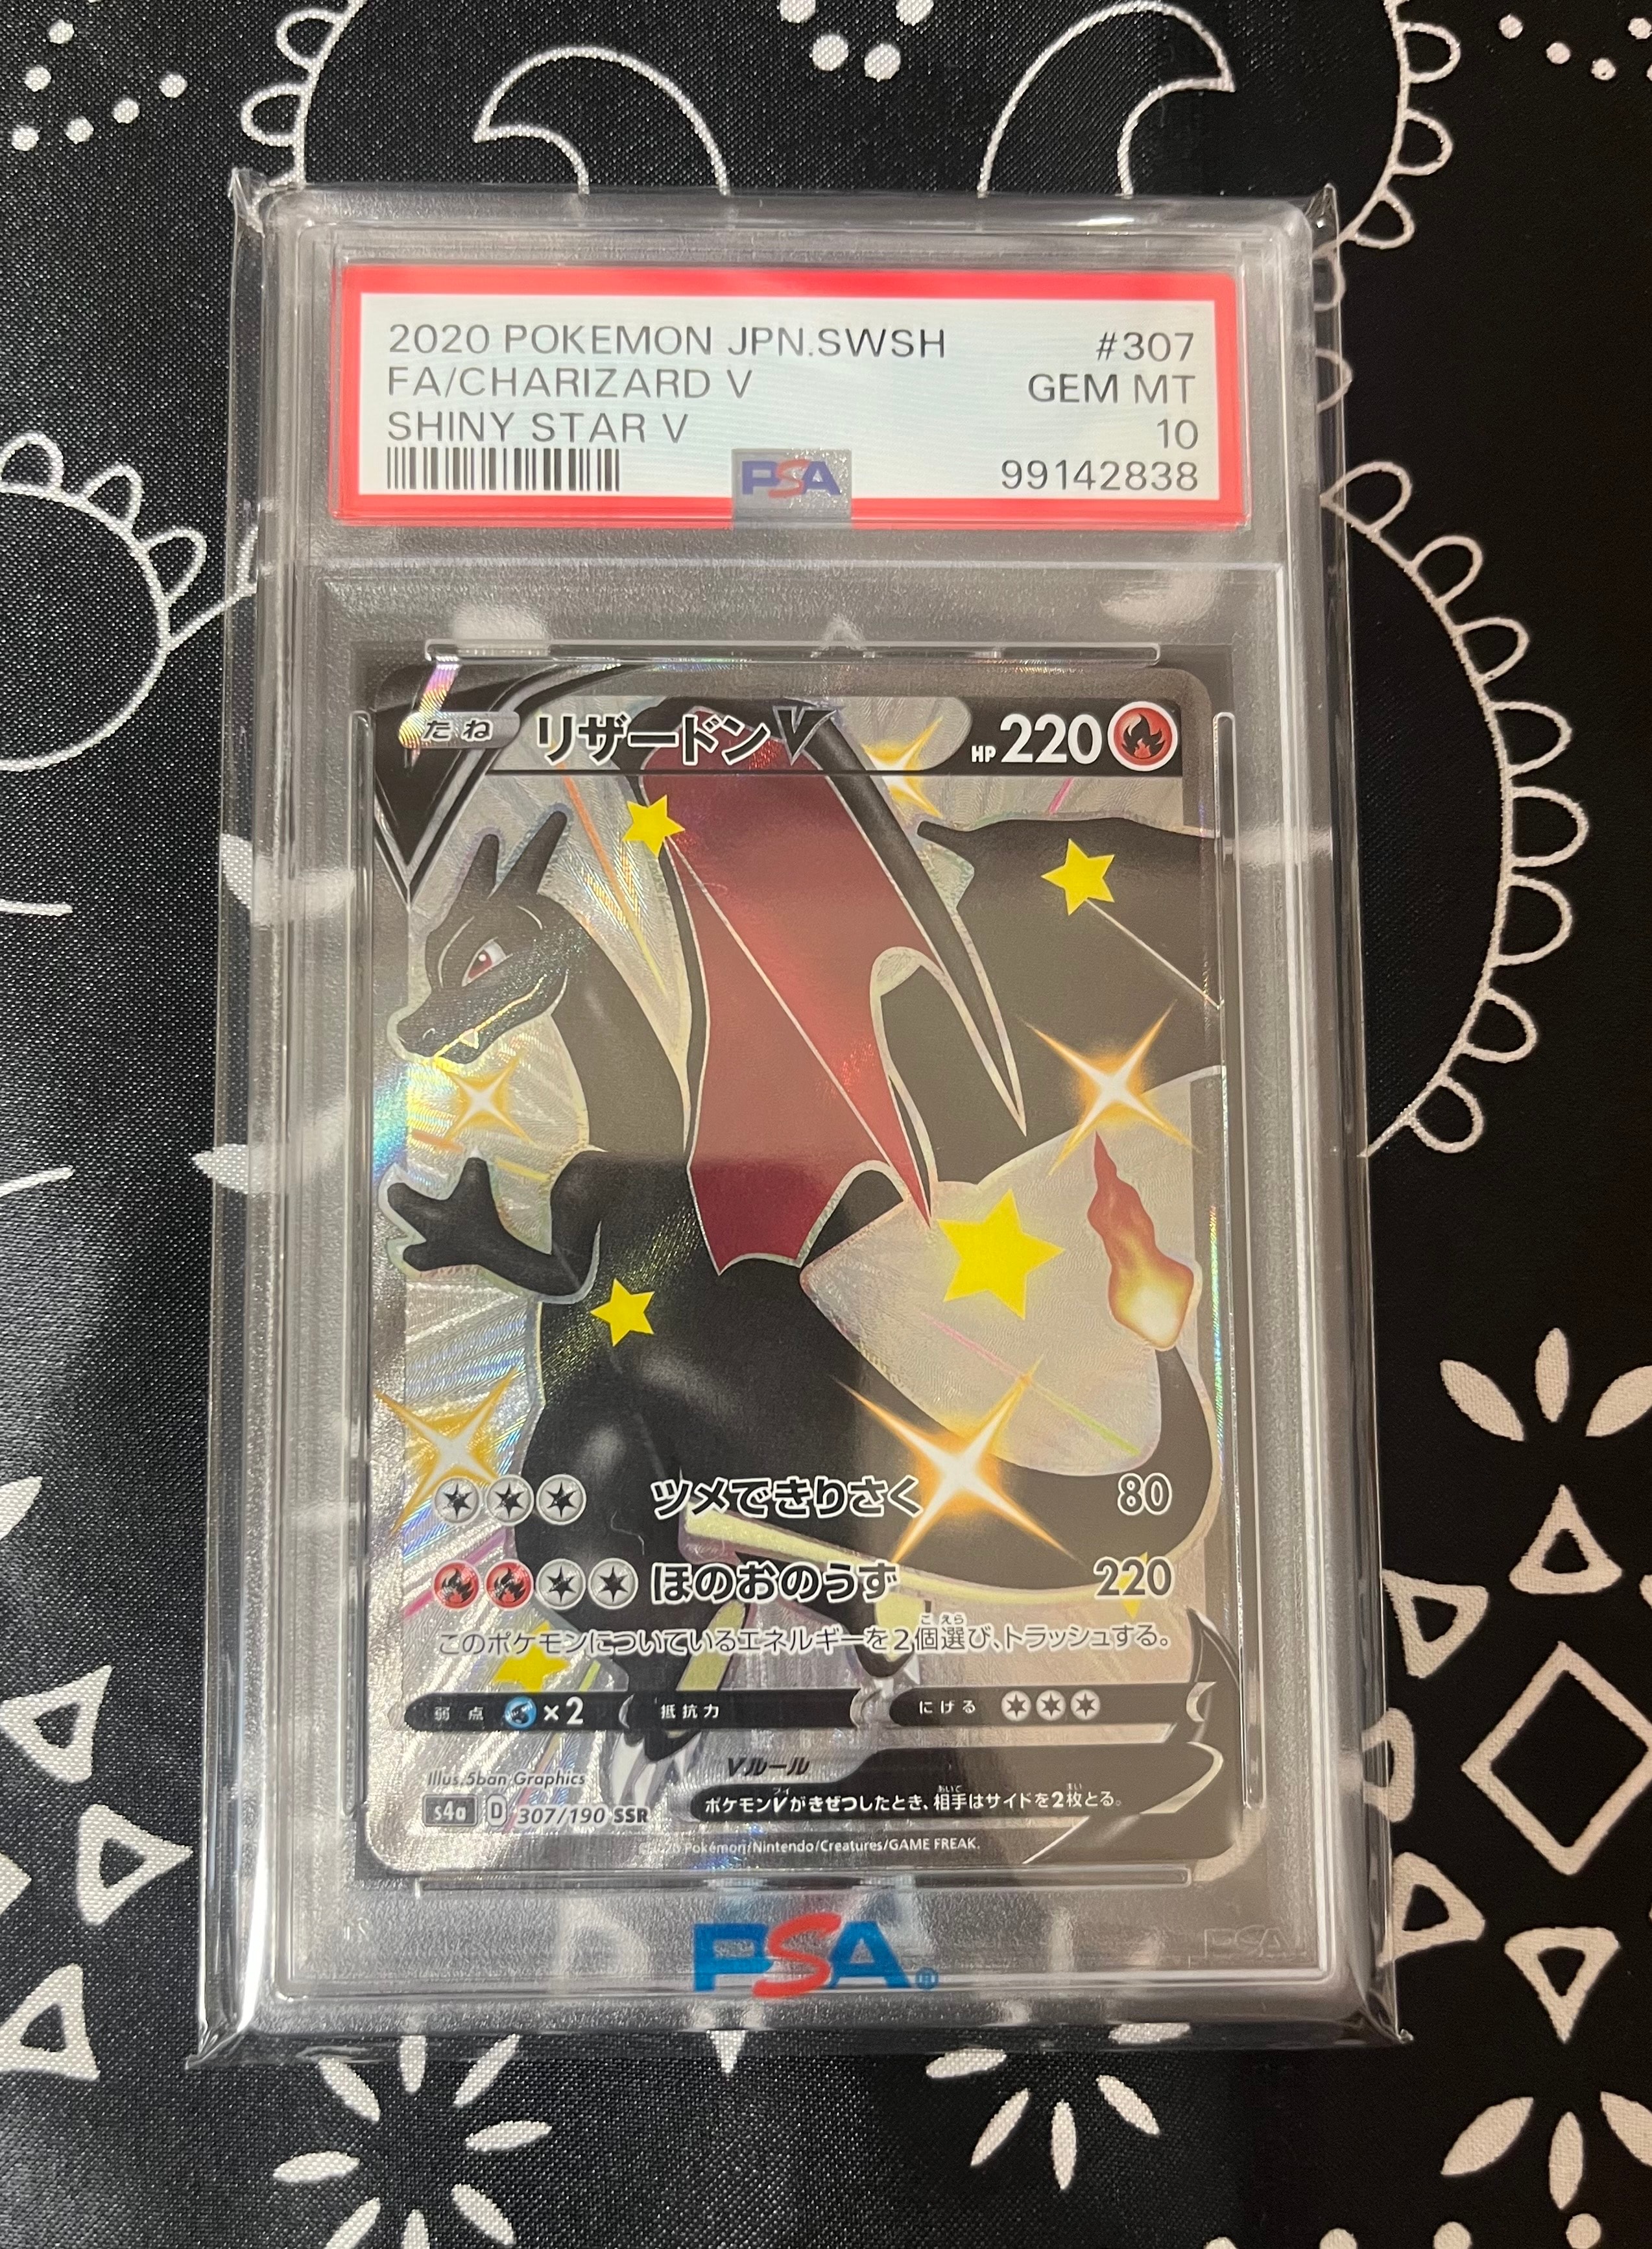 2020 POKEMON JPN.SWSH #307
FA/CHARIZARD V GEM MT
SHINY STAR V 10
PSA 99142838
たね リザードンV HP 220
ツメできりさく 80
ほのおのうず 220
このポケモンについているエネルギーを2個選び、トラッシュする。
弱点 ×2 抵抗力 にげる
Illus. 5ban Graphics Vルール
s4a D 307/190 SSR ポケモンVがきぜつしたとき、相手はサイドを2枚とる。
©2020 Pokémon/Nintendo/Creatures/GAME FREAK.
PSA®
PSA